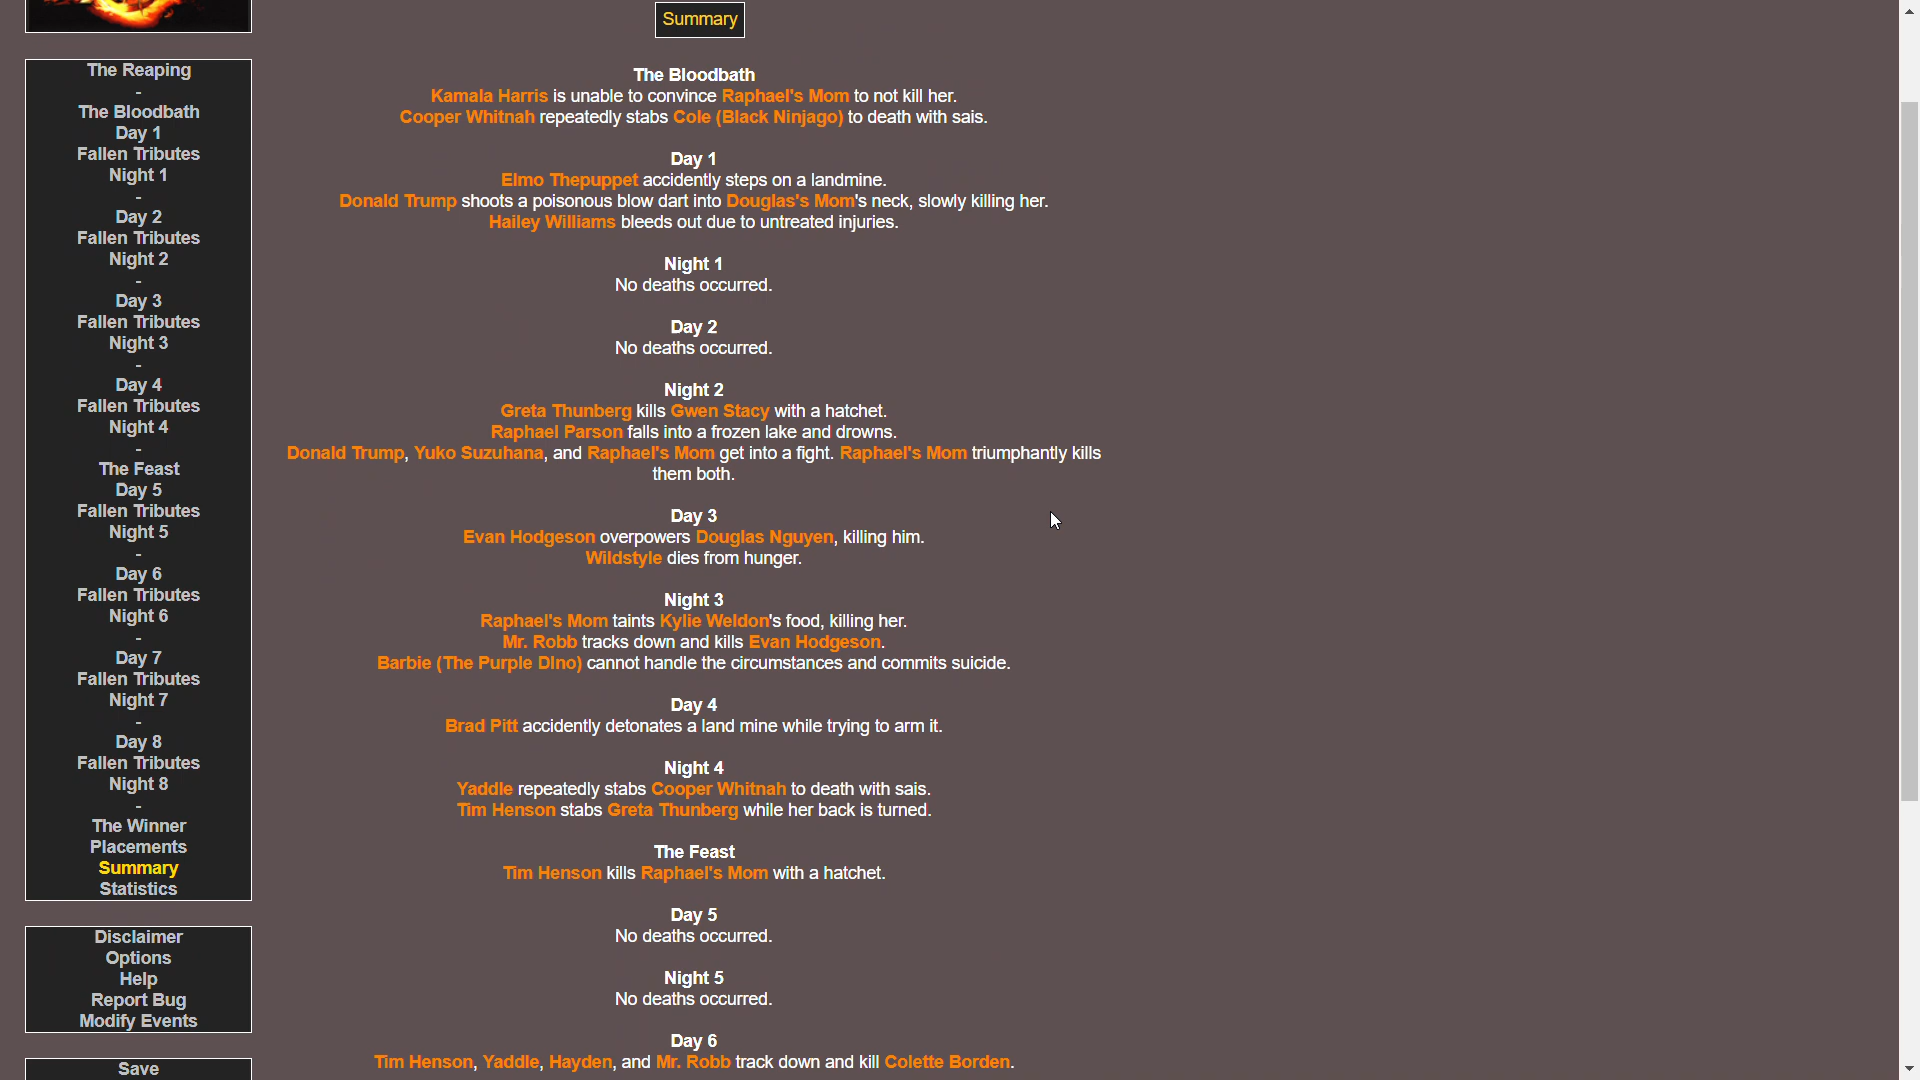 Summary
The Reaping
-
The Bloodbath
Day 1
Fallen Tributes
Night 1
-
Day 2
Fallen Tributes
Night 2
-
Day 3
Fallen Tributes
Night 3
-
Day 4
Fallen Tributes
Night 4
-
The Feast
Day 5
Fallen Tributes
Night 5
-
Day 6
Fallen Tributes
Night 6
-
Day 7
Fallen Tributes
Night 7
-
Day 8
Fallen Tributes
Night 8
-
The Winner
Placements
Summary
Statistics
Disclaimer
Options
Help
Report Bug
Modify Events
Save
The Bloodbath
Kamala Harris is unable to convince Raphael's Mom to not kill her.
Cooper Whitnah repeatedly stabs Cole (Black Ninjago) to death with sais.
Day 1
Elmo Thepuppet accidently steps on a landmine.
Donald Trump shoots a poisonous blow dart into Douglas's Mom's neck, slowly killing her.
Hailey Williams bleeds out due to untreated injuries.
Night 1
No deaths occurred.
Day 2
No deaths occurred.
Night 2
Greta Thunberg kills Gwen Stacy with a hatchet.
Raphael Parson falls into a frozen lake and drowns.
Donald Trump, Yuko Suzuhana, and Raphael's Mom get into a fight. Raphael's Mom triumphantly kills
them both.
Day 3
Evan Hodgeson overpowers Douglas Nguyen, killing him.
Wildstyle dies from hunger.
Night 3
Raphael's Mom taints Kylie Weldon's food, killing her.
Mr. Robb tracks down and kills Evan Hodgeson.
Barbie (The Purple DIno) cannot handle the circumstances and commits suicide.
Day 4
Brad Pitt accidently detonates a land mine while trying to arm it.
Night 4
Yaddle repeatedly stabs Cooper Whitnah to death with sais.
Tim Henson stabs Greta Thunberg while her back is turned.
The Feast
Tim Henson kills Raphael's Mom with a hatchet.
Day 5
No deaths occurred.
Night 5
No deaths occurred.
Day 6
Tim Henson, Yaddle, Hayden, and Mr. Robb track down and kill Colette Borden.